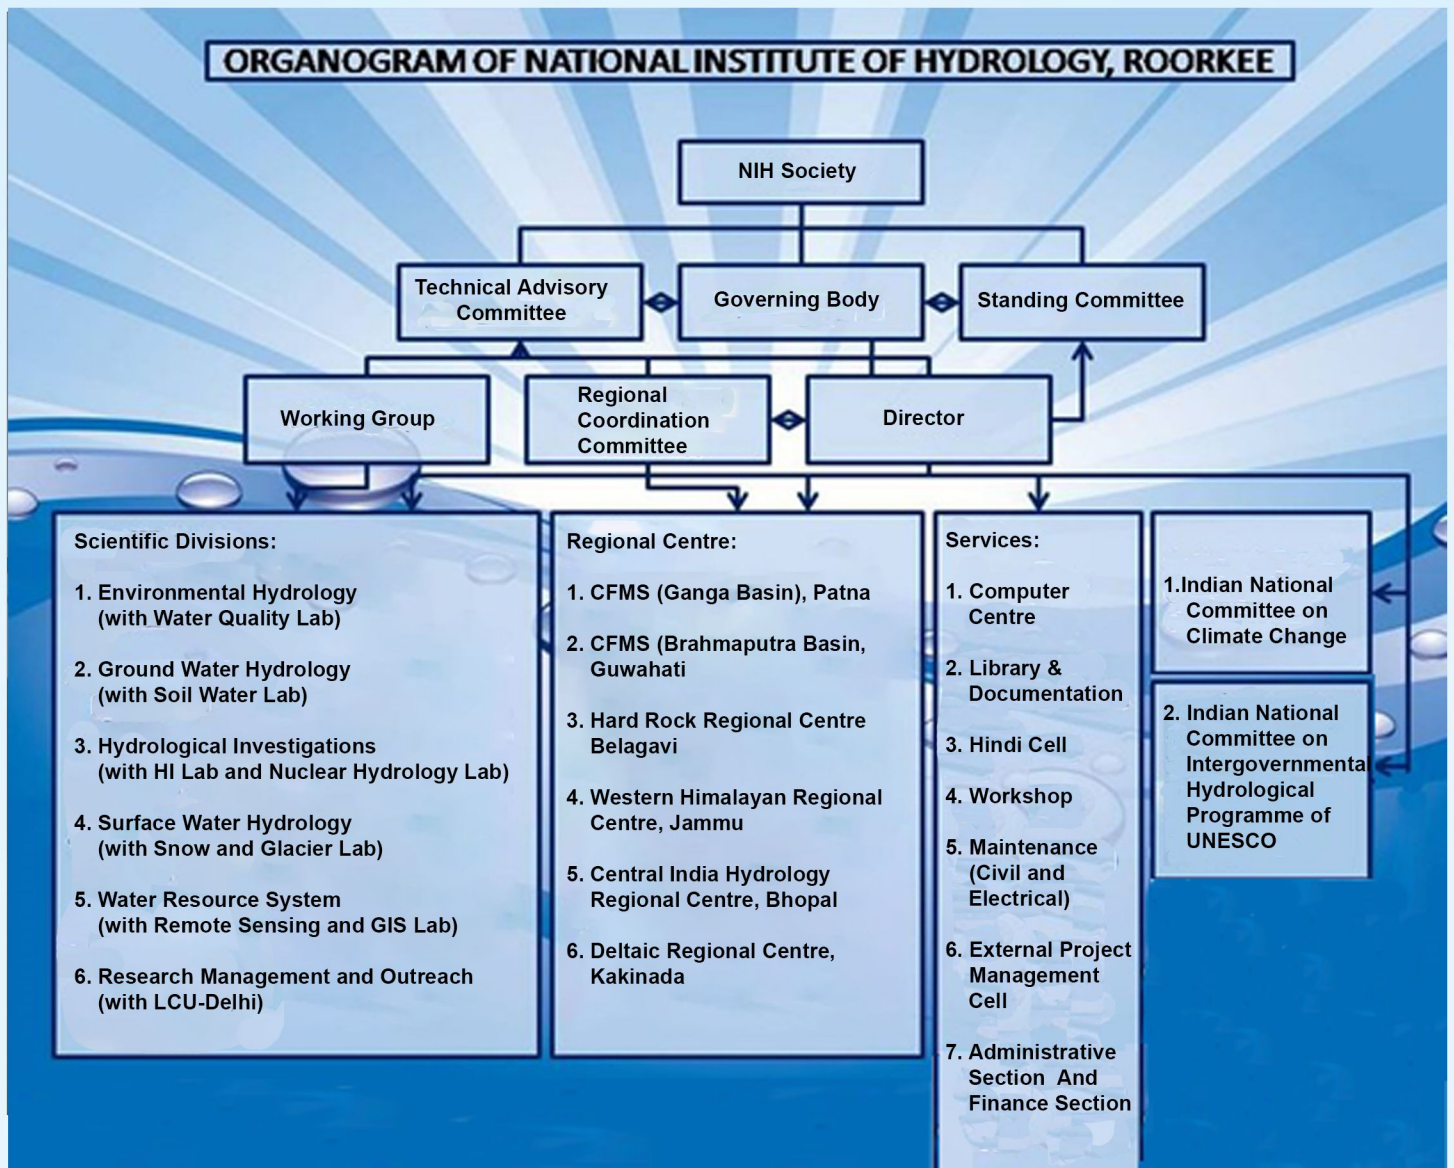 ORGANOGRAM OF NATIONAL INSTITUTE OF HYDROLOGY, ROORKEE
NIH Society
Technical Advisory
Committee
Governing Body
Standing Committee
Working Group
Regional
Coordination
Committee
Director
Scientific Divisions:
1. Environmental Hydrology
(with Water Quality Lab)
2. Ground Water Hydrology
(with Soil Water Lab)
3. Hydrological Investigations
(with HI Lab and Nuclear Hydrology Lab)
4. Surface Water Hydrology
(with Snow and Glacier Lab)
5. Water Resource System
(with Remote Sensing and GIS Lab)
6. Research Management and Outreach
(with LCU-Delhi)
Regional Centre:
1. CFMS (Ganga Basin), Patna
2. CFMS (Brahmaputra Basin,
Guwahati
3. Hard Rock Regional Centre
Belagavi
4. Western Himalayan Regional
Centre, Jammu
5. Central India Hydrology
Regional Centre, Bhopal
6. Deltaic Regional Centre,
Kakinada
Services:
1. Computer
Centre
2. Library &
Documentation
3. Hindi Cell
4. Workshop
5. Maintenance
(Civil and
Electrical)
6. External Project
Management
Cell
7. Administrative
Section And
Finance Section
1.Indian National
Committee on
Climate Change
2. Indian National
Committee on
Intergovernmental
Hydrological
Programme of
UNESCO